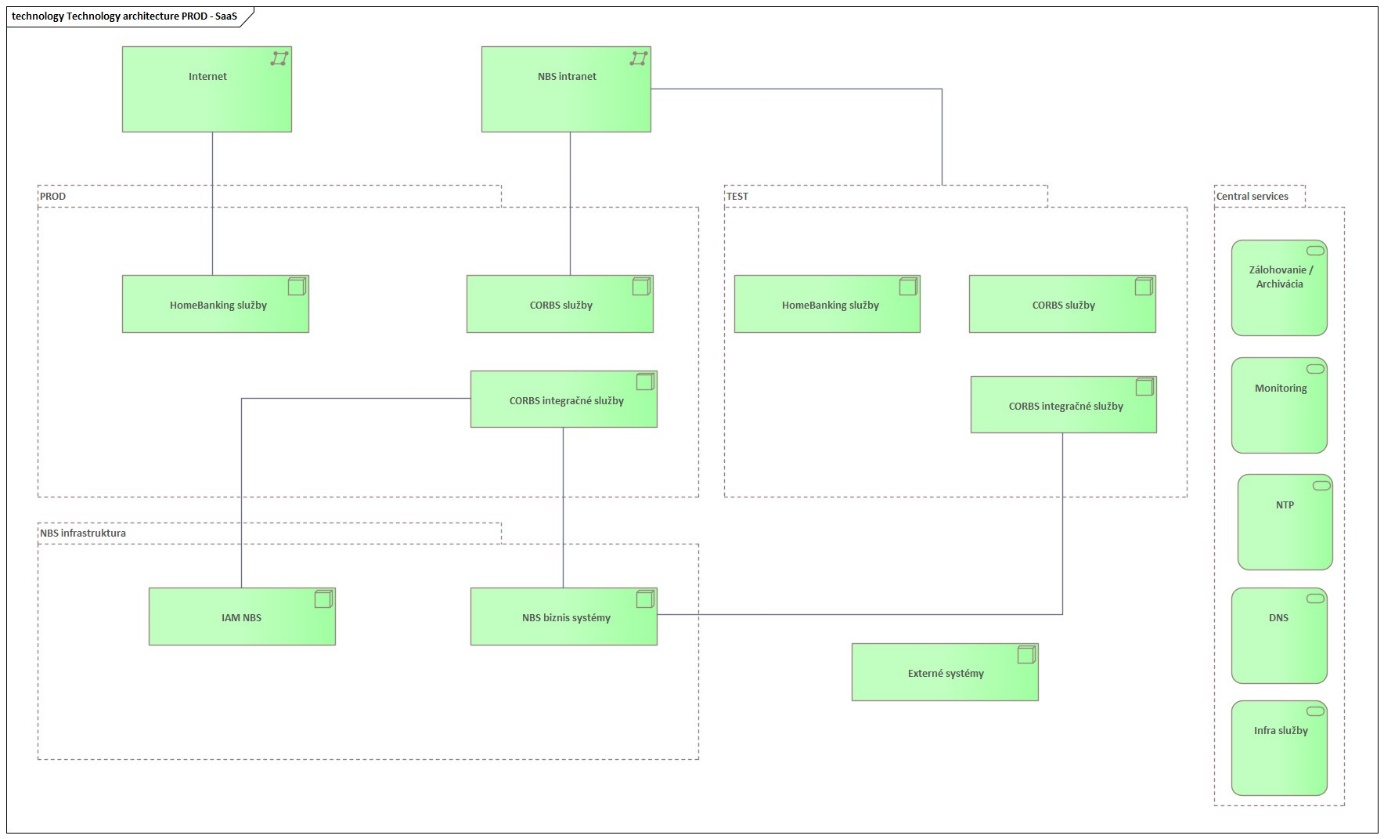 technology Technology architecture PROD - SaaS
Internet
NBS intranet
PROD
TEST
Central services
HomeBanking služby
CORBS služby
HomeBanking služby
CORBS služby
Zálohovanie /
Archivácia
CORBS integračné služby
CORBS integračné služby
Monitoring
NTP
NBS infrastruktura
IAM NBS
NBS biznis systémy
DNS
Externé systémy
Infra služby